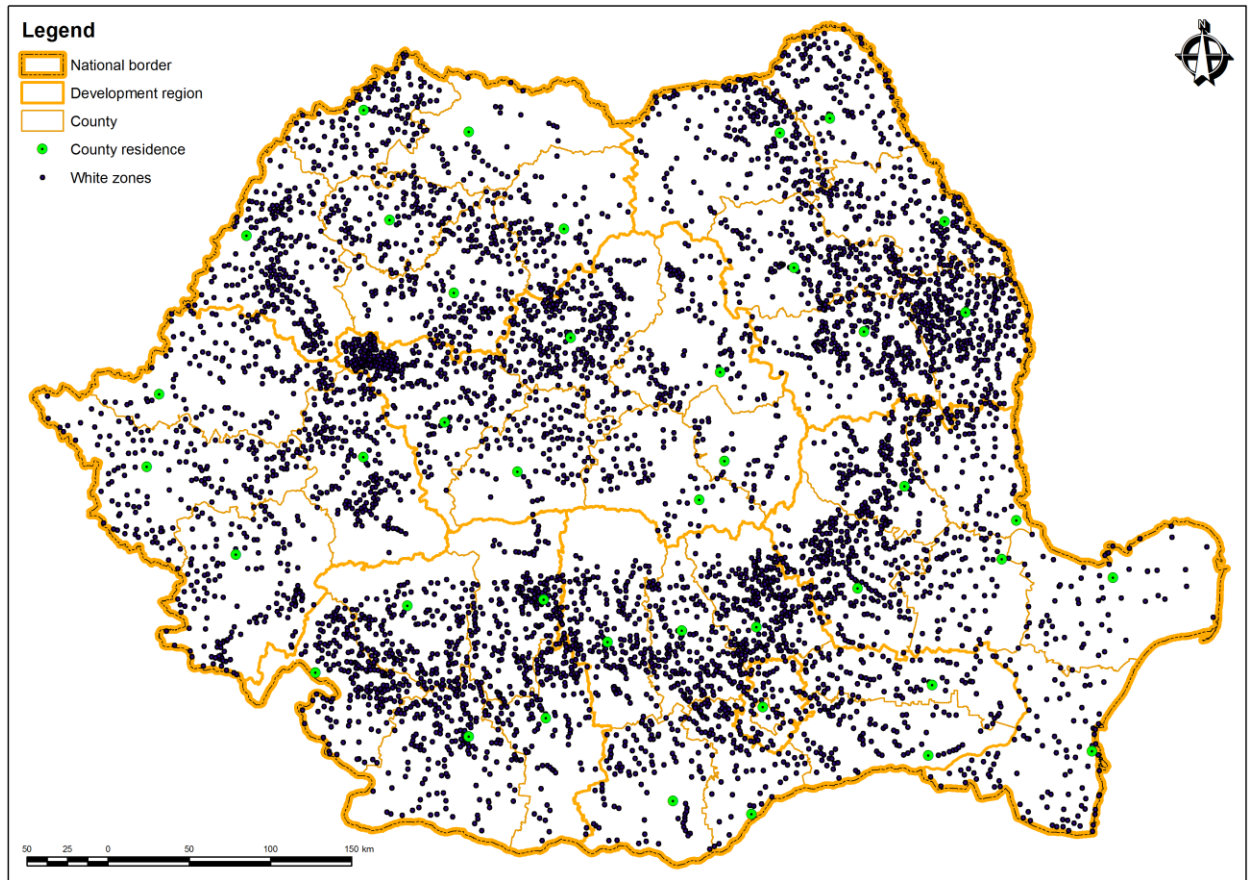 Legend
National border
Development region
County
County residence
White zones
N
50 25 0 50 100 150 km